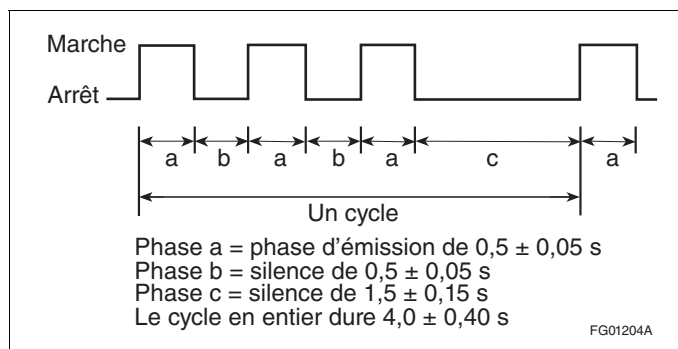 Marche
Arrêt
a b a b a c a
Un cycle
Phase a = phase d'émission de 0,5 ± 0,05 s
Phase b = silence de 0,5 ± 0,05 s
Phase c = silence de 1,5 ± 0,15 s
Le cycle en entier dure 4,0 ± 0,40 s
FG01204A